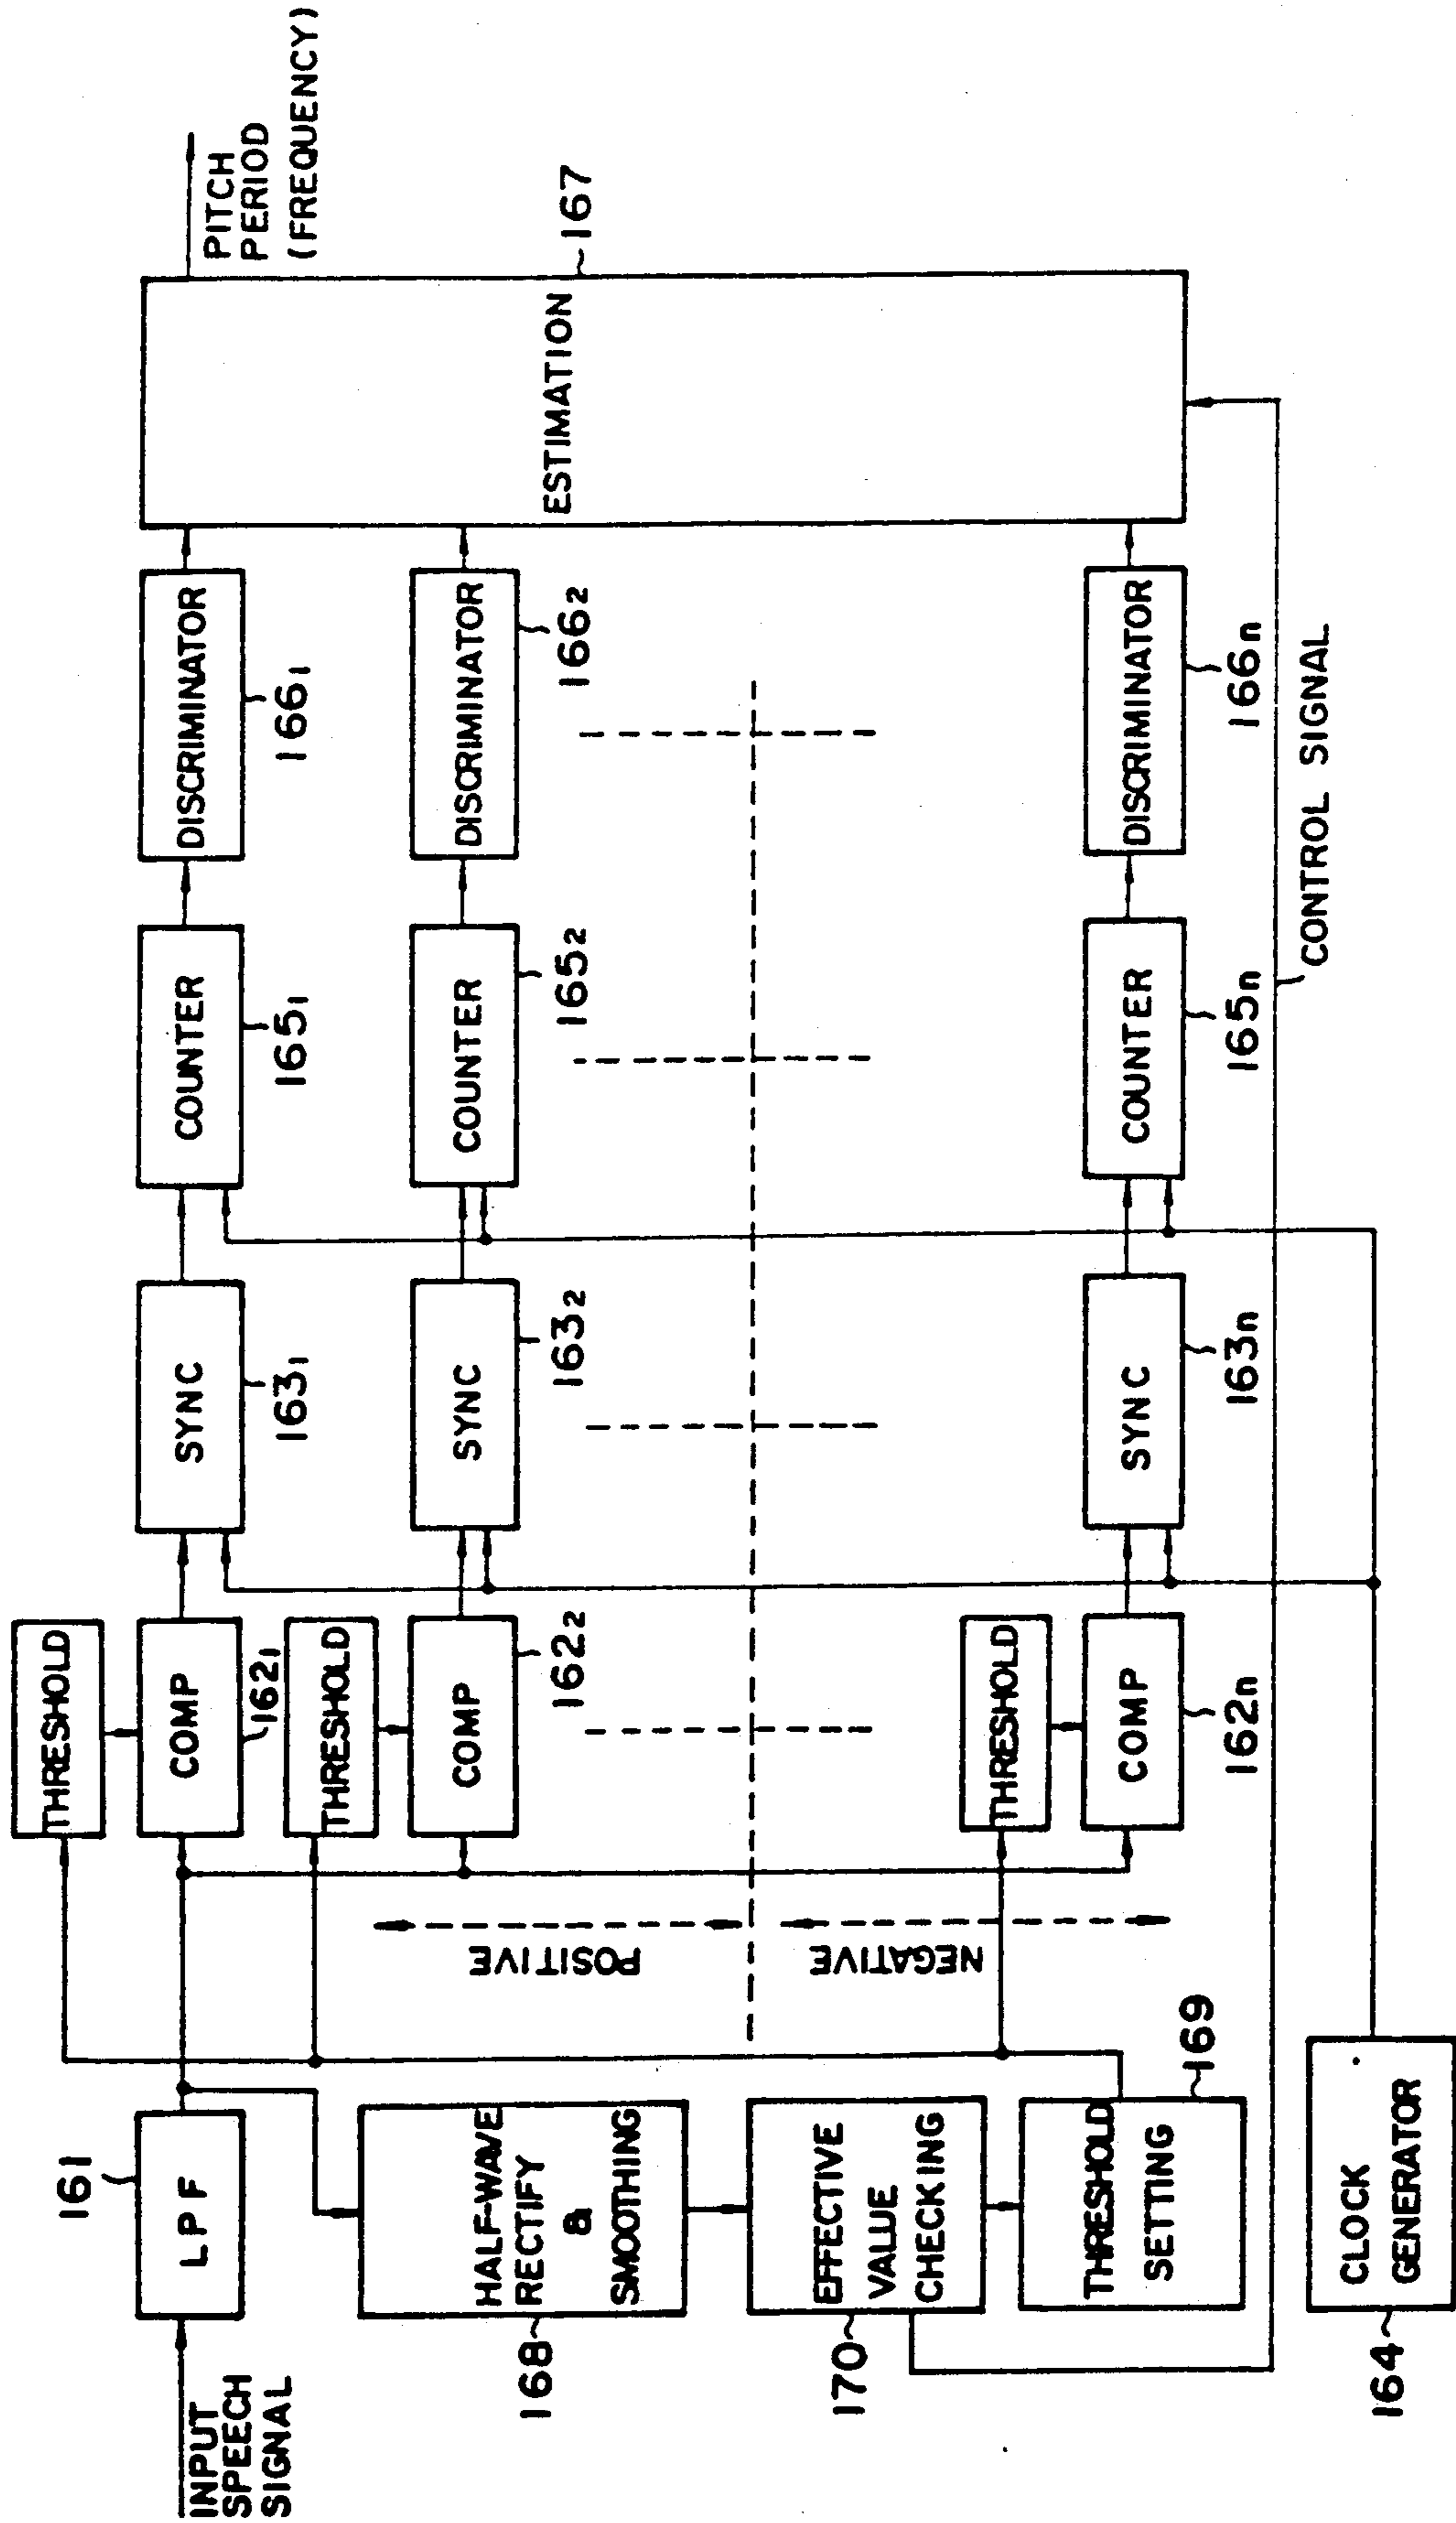 INPUT
SPEECH
SIGNAL
161
LPF
THRESHOLD
COMP
162₁
SYNC
163₁
COUNTER
165₁
DISCRIMINATOR
166₁
THRESHOLD
COMP
162₂
SYNC
163₂
COUNTER
165₂
DISCRIMINATOR
166₂
POSITIVE
NEGATIVE
THRESHOLD
COMP
162n
SYNC
163n
COUNTER
165n
DISCRIMINATOR
166n
ESTIMATION
167
PITCH
PERIOD
(FREQUENCY)
HALF-WAVE
RECTIFY
&
SMOOTHING
168
EFFECTIVE
VALUE
CHECKING
170
THRESHOLD
SETTING
169
CONTROL SIGNAL
CLOCK
GENERATOR
164